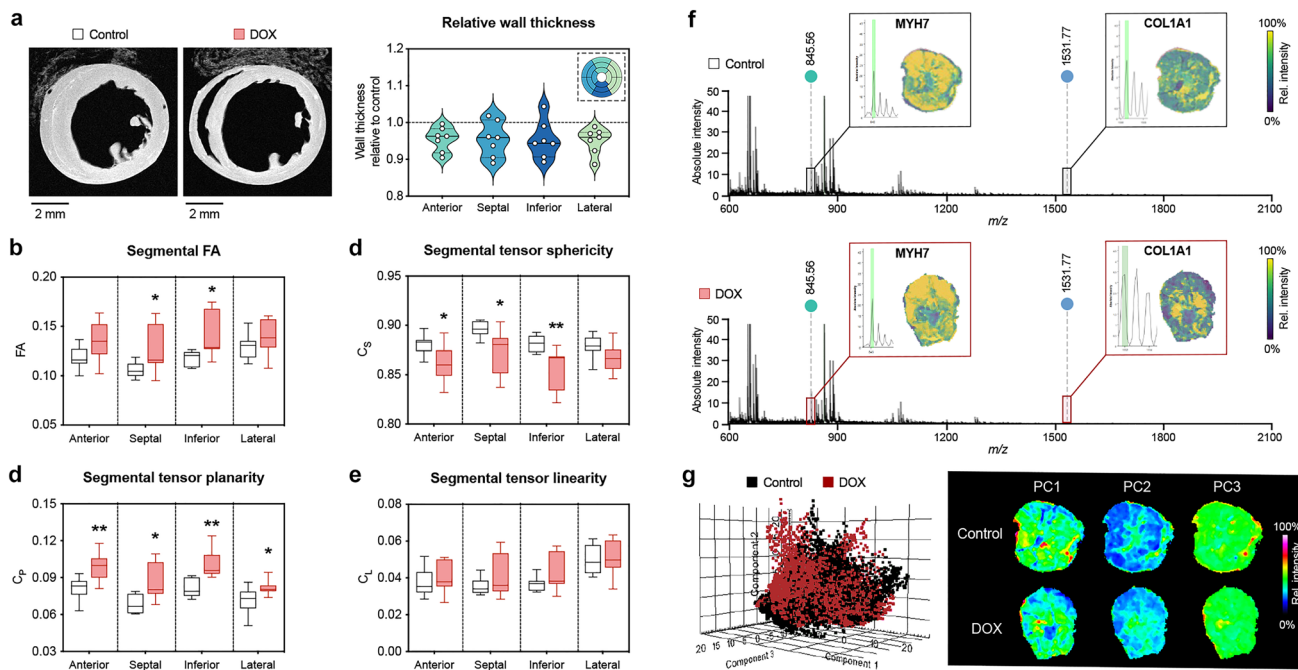 a
Control
DOX
2 mm
2 mm
Relative wall thickness
Wall thickness
relative to control
1.2
1.1
1.0
0.9
0.8
Anterior Septal Inferior Lateral
b
Segmental FA
FA
0.20
0.15
0.10
0.05
* *
Anterior Septal Inferior Lateral
d
Segmental tensor sphericity
CS
0.95
0.90
0.85
0.80
* * **
Anterior Septal Inferior Lateral
d
Segmental tensor planarity
CP
0.15
0.12
0.09
0.06
0.03
** * ** *
Anterior Septal Inferior Lateral
e
Segmental tensor linearity
CL
0.08
0.06
0.04
0.02
0.00
Anterior Septal Inferior Lateral
f
Control
845.56
MYH7
1531.77
COL1A1
100%
Rel. intensity
0%
Absolute intensity
50
40
30
20
10
0
600 900 1200 1500 1800 2100
m/z
DOX
845.56
MYH7
1531.77
COL1A1
100%
Rel. intensity
0%
Absolute intensity
50
40
30
20
10
0
600 900 1200 1500 1800 2100
m/z
g
Control DOX
Component 2
Component 3
Component 1
20 15 10 5
PC1 PC2 PC3
Control
DOX
100%
Rel. intensity
0%